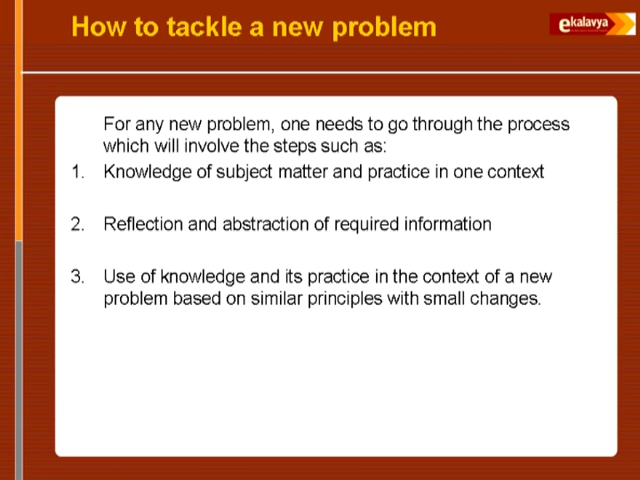 How to tackle a new problem
ekalavya
For any new problem, one needs to go through the process
which will involve the steps such as:
1. Knowledge of subject matter and practice in one context
2. Reflection and abstraction of required information
3. Use of knowledge and its practice in the context of a new
problem based on similar principles with small changes.